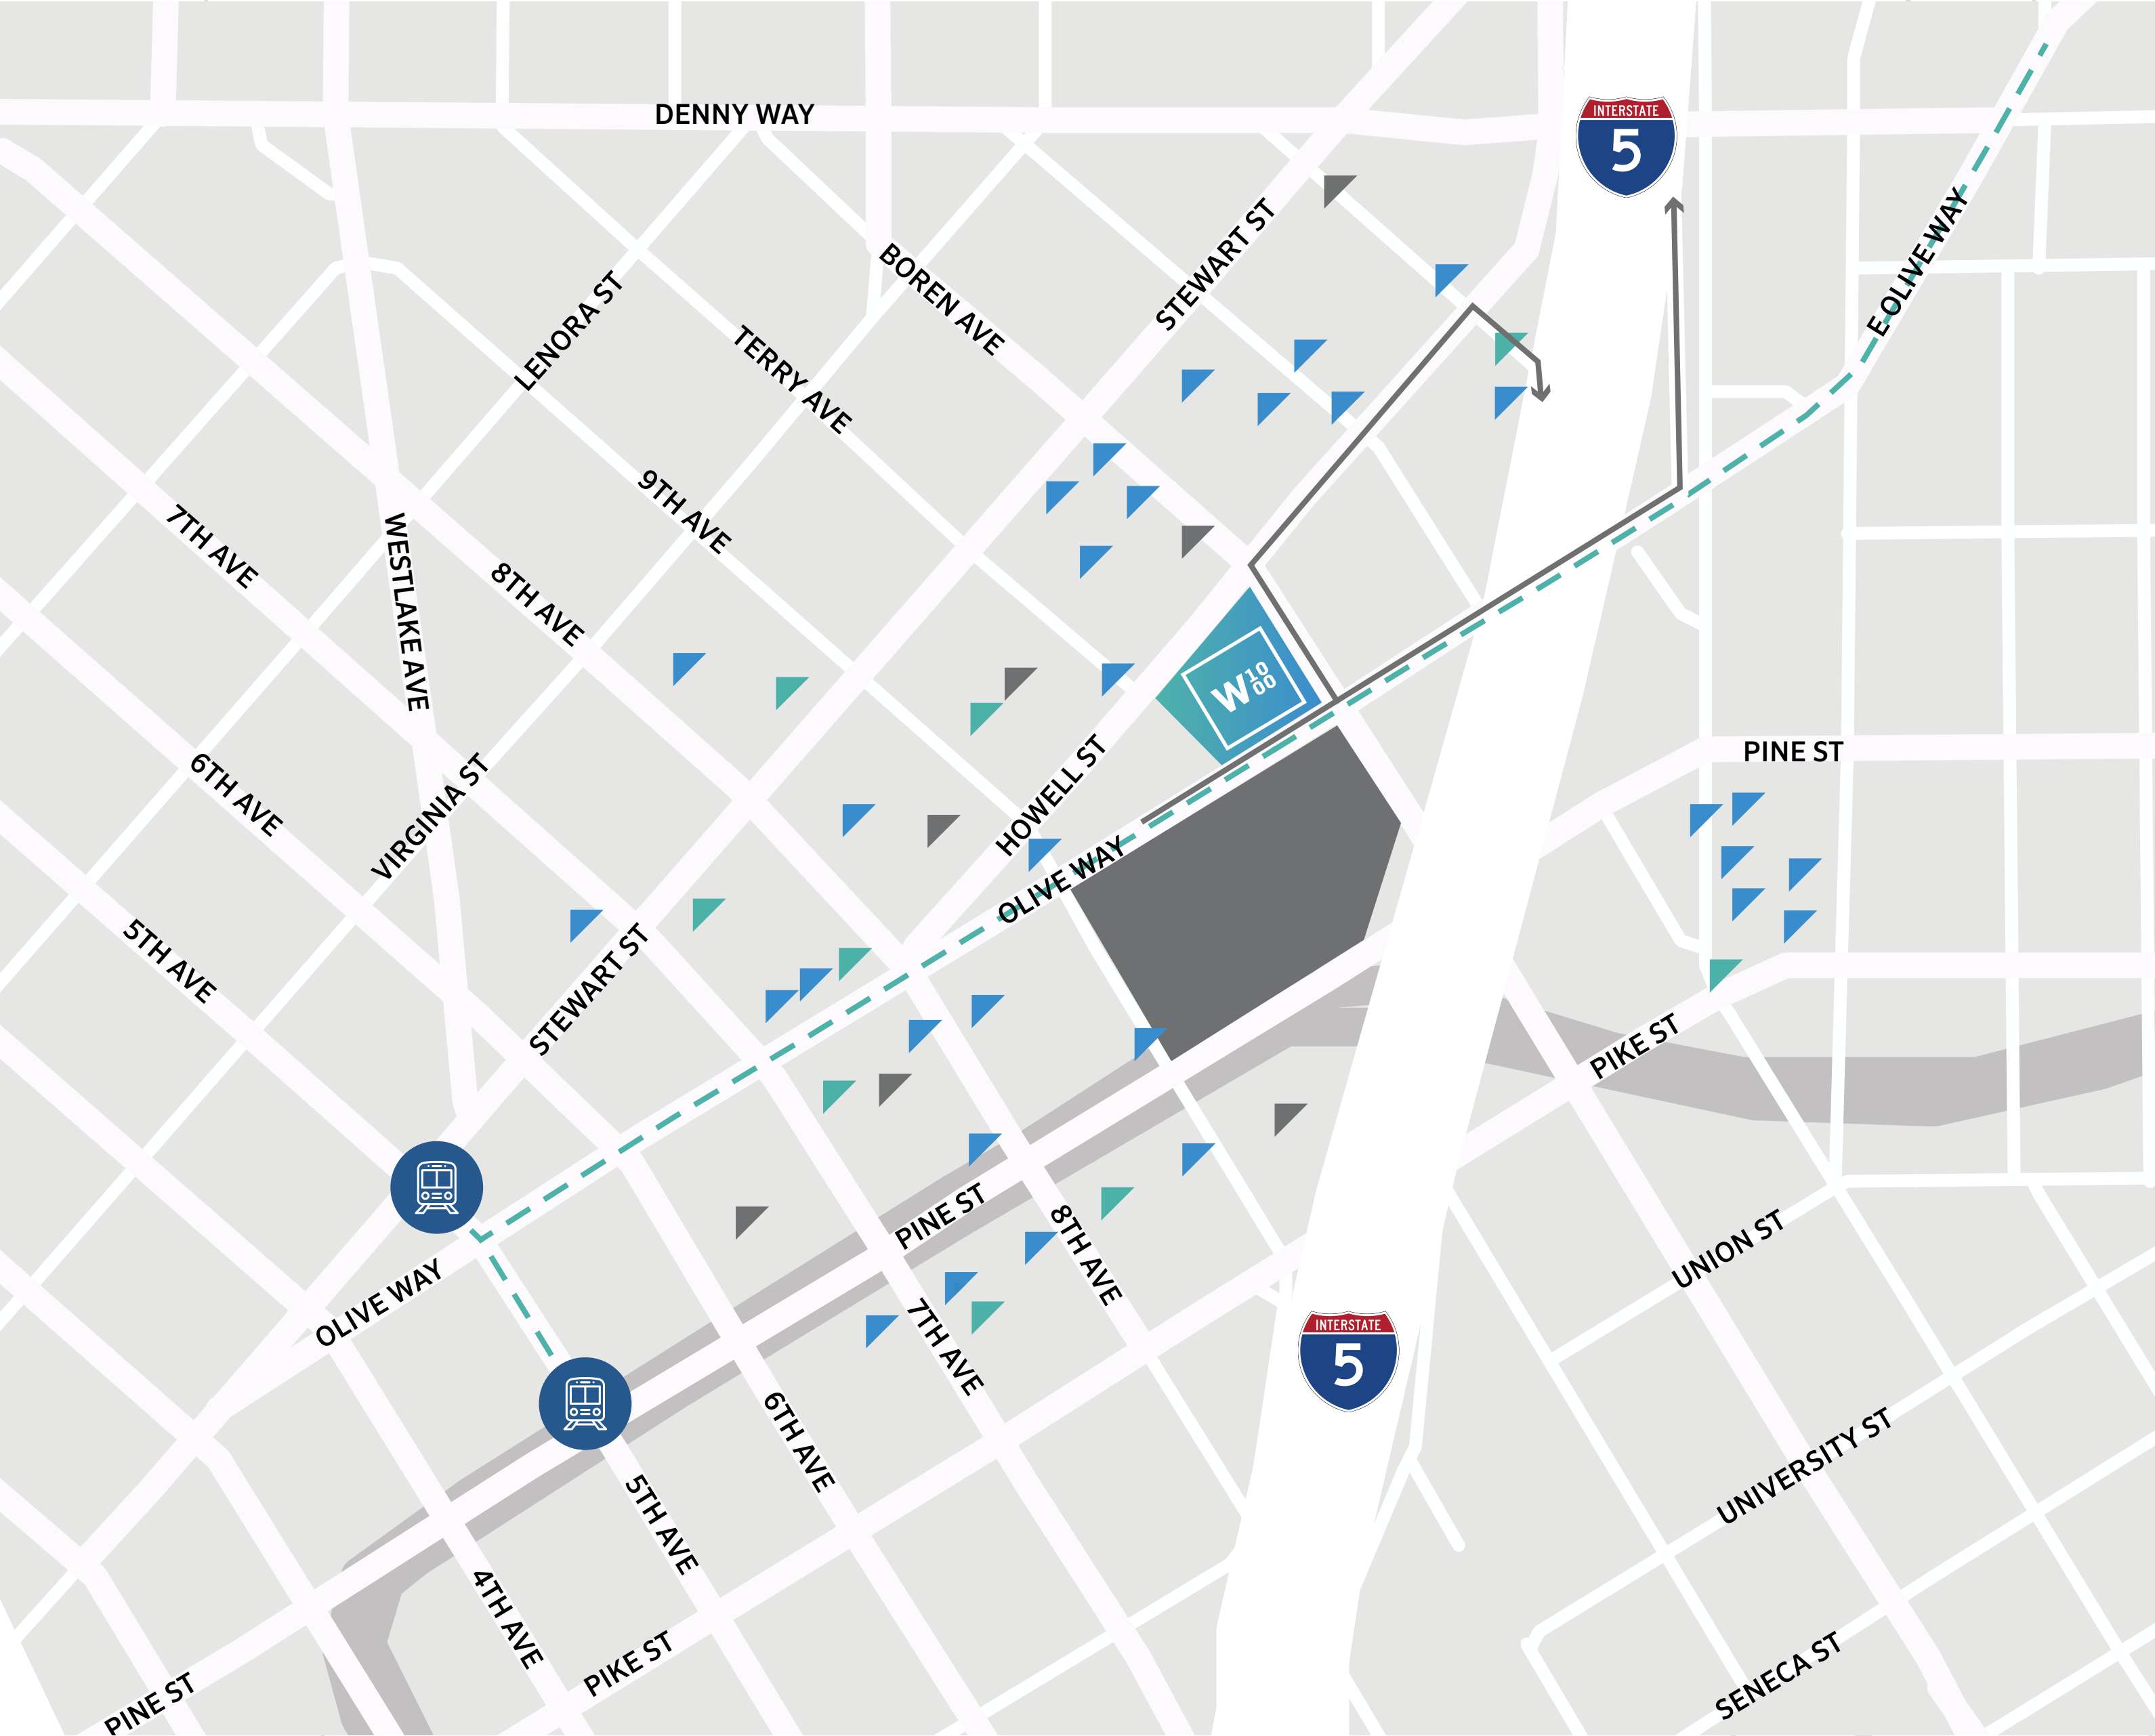 DENNY WAY
INTERSTATE
5
E OLIVE WAY
STEWART ST
BOREN AVE
LENORA ST
TERRY AVE
9TH AVE
7TH AVE
WESTLAKE AVE
8TH AVE
W 10
00
PINE ST
HOWELL ST
6TH AVE
VIRGINIA ST
OLIVE WAY
5TH AVE
STEWART ST
PIKE ST
PINE ST
8TH AVE
UNION ST
OLIVE WAY
7TH AVE
INTERSTATE
5
6TH AVE
UNIVERSITY ST
5TH AVE
4TH AVE
PIKE ST
SENECA ST
PINE ST